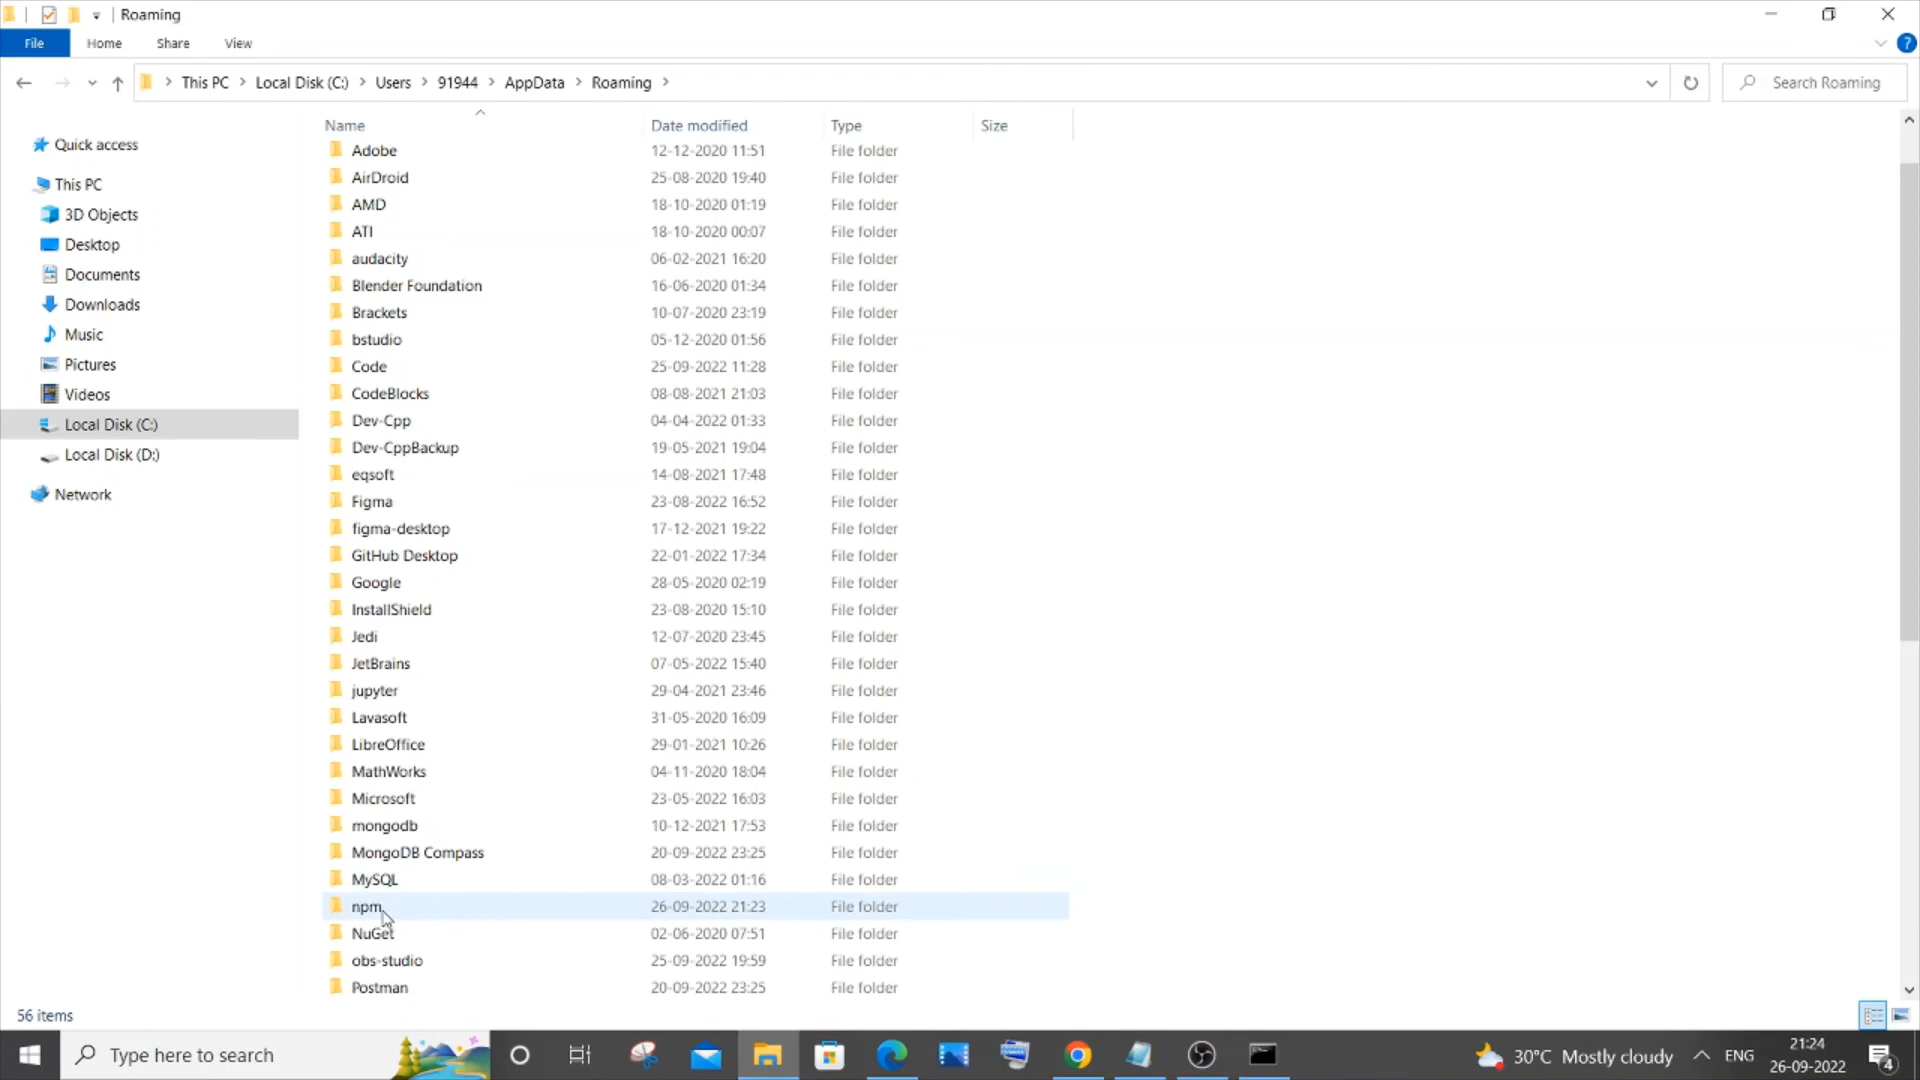 Roaming
File Home Share View
This PC Local Disk (C:) Users 91944 AppData Roaming
Search Roaming
Name Date modified Type Size
Quick access
This PC
3D Objects
Desktop
Documents
Downloads
Music
Pictures
Videos
Local Disk (C:)
Local Disk (D:)
Network
Adobe 12-12-2020 11:51 File folder
AirDroid 25-08-2020 19:40 File folder
AMD 18-10-2020 01:19 File folder
ATI 18-10-2020 00:07 File folder
audacity 06-02-2021 16:20 File folder
Blender Foundation 16-06-2020 01:34 File folder
Brackets 10-07-2020 23:19 File folder
bstudio 05-12-2020 01:56 File folder
Code 25-09-2022 11:28 File folder
CodeBlocks 08-08-2021 21:03 File folder
Dev-Cpp 04-04-2022 01:33 File folder
Dev-CppBackup 19-05-2021 19:04 File folder
eqsoft 14-08-2021 17:48 File folder
Figma 23-08-2022 16:52 File folder
figma-desktop 17-12-2021 19:22 File folder
GitHub Desktop 22-01-2022 17:34 File folder
Google 28-05-2020 02:19 File folder
InstallShield 23-08-2020 15:10 File folder
Jedi 12-07-2020 23:45 File folder
JetBrains 07-05-2022 15:40 File folder
jupyter 29-04-2021 23:46 File folder
Lavasoft 31-05-2020 16:09 File folder
LibreOffice 29-01-2021 10:26 File folder
MathWorks 04-11-2020 18:04 File folder
Microsoft 23-05-2022 16:03 File folder
mongodb 10-12-2021 17:53 File folder
MongoDB Compass 20-09-2022 23:25 File folder
MySQL 08-03-2022 01:16 File folder
npm 26-09-2022 21:23 File folder
NuGet 02-06-2020 07:51 File folder
obs-studio 25-09-2022 19:59 File folder
Postman 20-09-2022 23:25 File folder
56 items
Type here to search
30°C Mostly cloudy
ENG
21:24
26-09-2022
4